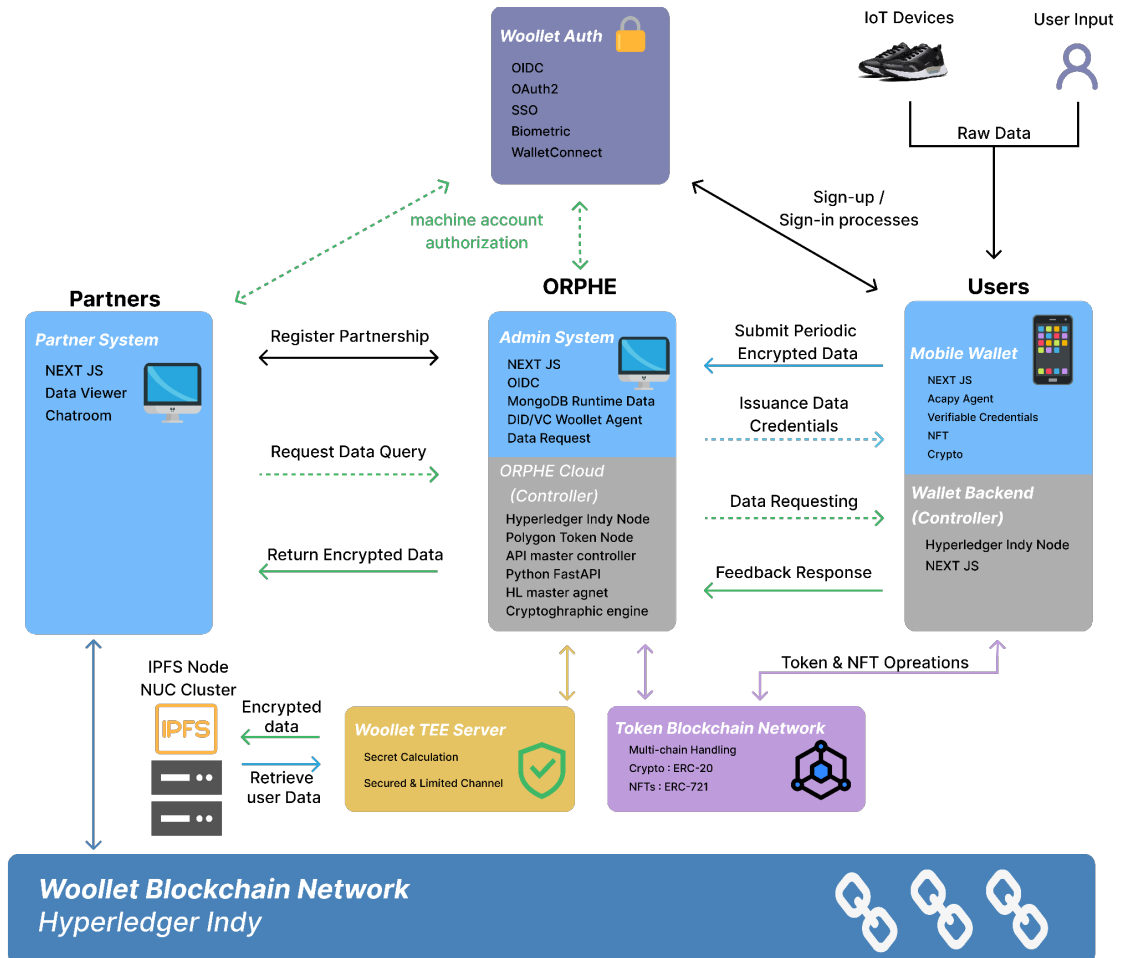 Woollet Auth
OIDC
OAuth2
SSO
Biometric
WalletConnect
IoT Devices
User Input
Raw Data
machine account
authorization
Sign-up /
Sign-in processes
Partners
Partner System
NEXT JS
Data Viewer
Chatroom
Register Partnership
Request Data Query
Return Encrypted Data
ORPHE
Admin System
NEXT JS
OIDC
MongoDB Runtime Data
DID/VC Woollet Agent
Data Request
ORPHE Cloud
(Controller)
Hyperledger Indy Node
Polygon Token Node
API master controller
Python FastAPI
HL master agnet
Cryptoghraphic engine
Submit Periodic
Encrypted Data
Issuance Data
Credentials
Data Requesting
Feedback Response
Users
Mobile Wallet
NEXT JS
Acapy Agent
Verifiable Credentials
NFT
Crypto
Wallet Backend
(Controller)
Hyperledger Indy Node
NEXT JS
Token & NFT Opreations
IPFS Node
NUC Cluster
IPFS
Encrypted
data
Retrieve
user Data
Woollet TEE Server
Secret Calculation
Secured & Limited Channel
Token Blockchain Network
Multi-chain Handling
Crypto : ERC-20
NFTs : ERC-721
Woollet Blockchain Network
Hyperledger Indy